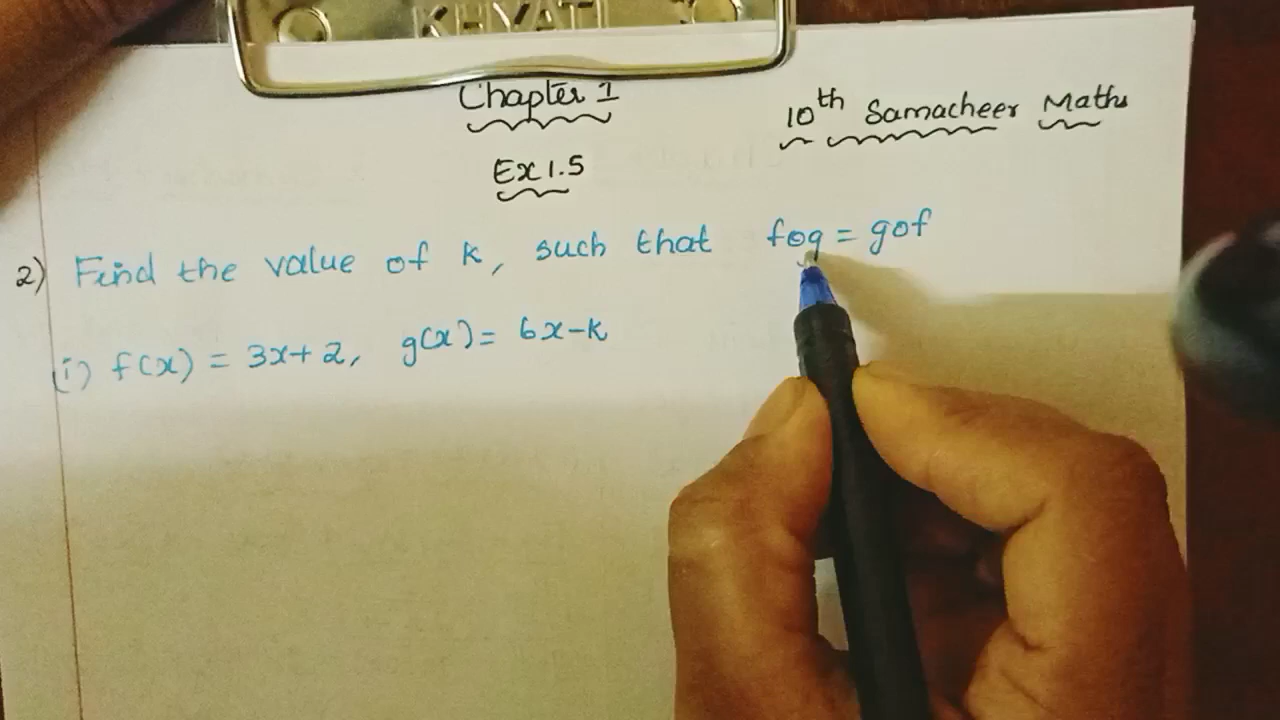 KHYATI
Chapter 1
10th Samacheer Maths
Ex 1.5
2) Find the value of k, such that fog = gof
(i) f(x) = 3x+2, g(x) = 6x-k